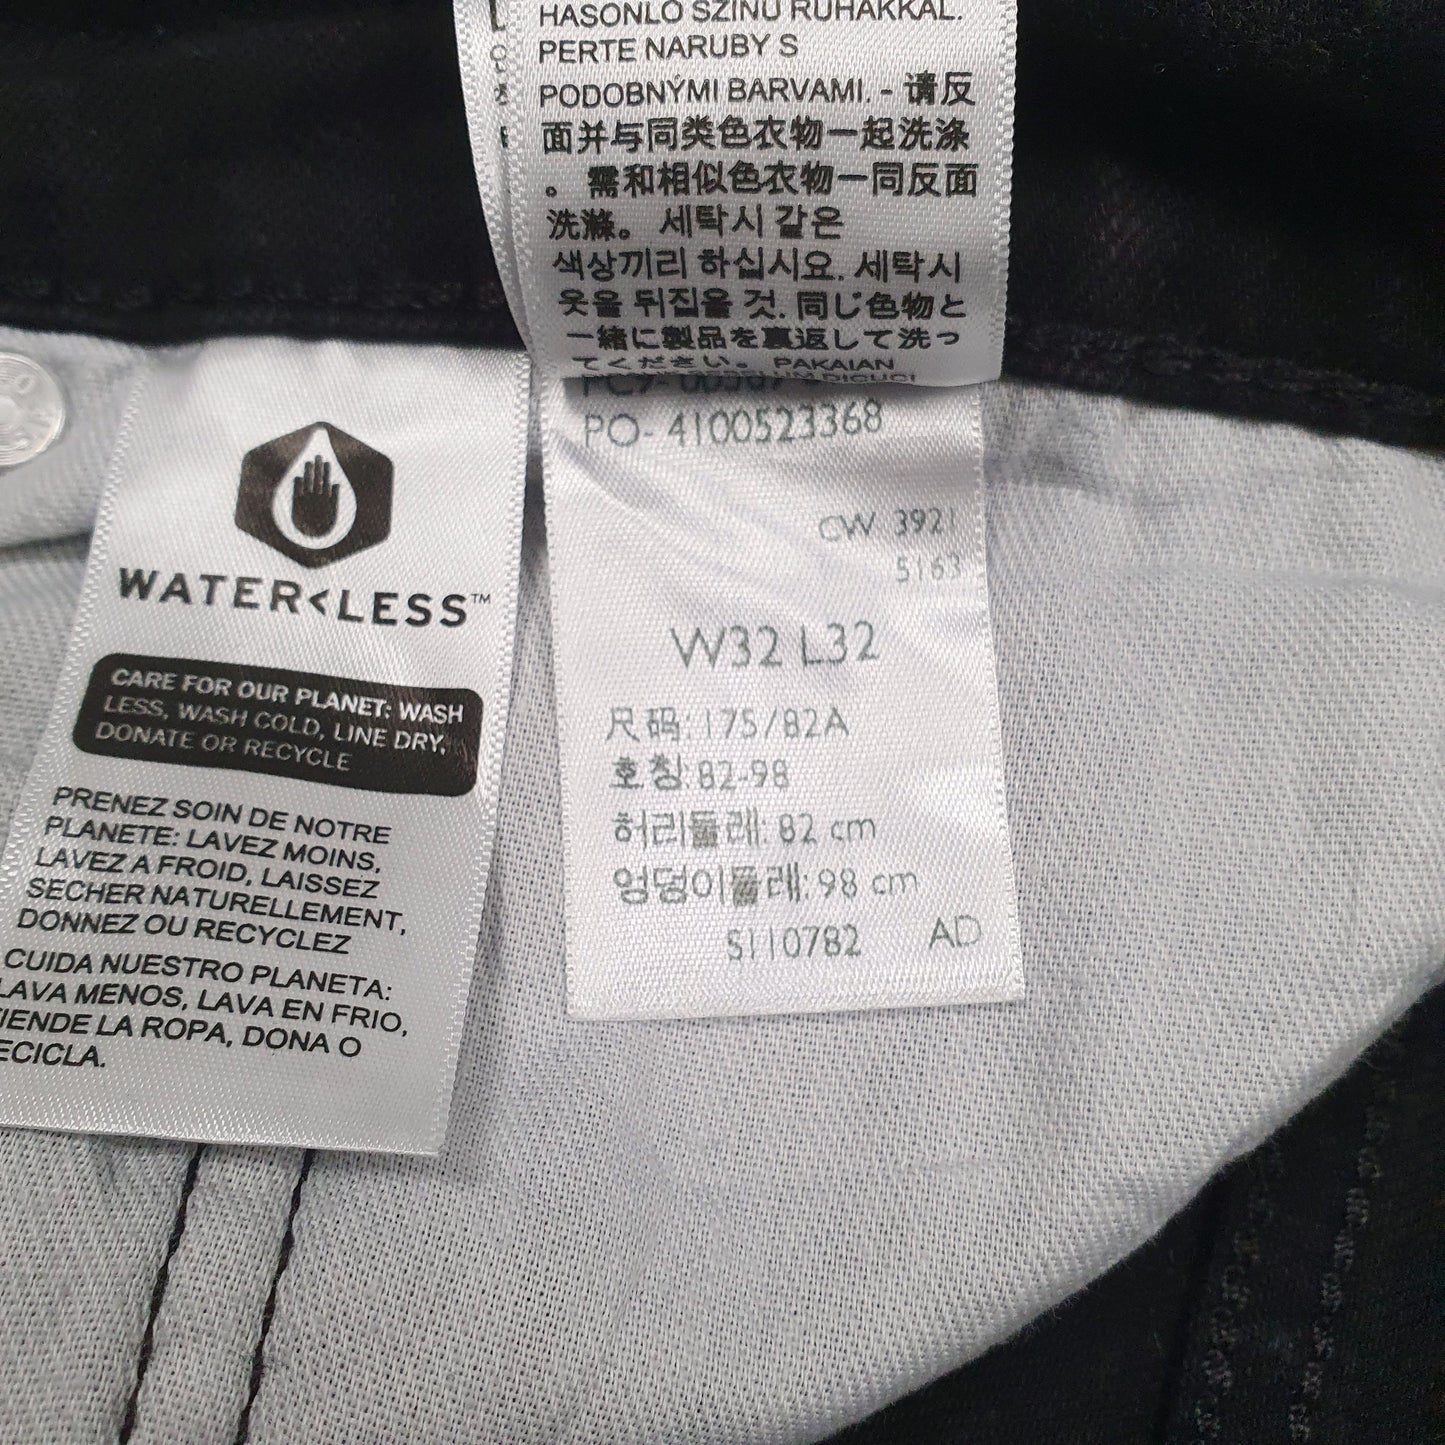 HASONLÓ SZÍNŰ RUHÁKKAL.
PERTE NARUBY S
PODOBNÝMI BARVAMI. - 请反
面并与同类色衣物一起洗涤
。需和相似色衣物一同反面
洗滌。 세탁시 같은
색상끼리 하십시요. 세탁시
옷을 뒤집을 것. 同じ色物と
一緒に製品を裏返して洗っ
てください。 PAKAIAN
PO- 4100523368
CW 3921
5163
W32 L32
尺码: 175/82A
호칭: 82-98
허리둘레: 82 cm
엉덩이둘레: 98 cm
S110782 AD
WATER<LESS™
CARE FOR OUR PLANET: WASH
LESS, WASH COLD, LINE DRY,
DONATE OR RECYCLE
PRENEZ SOIN DE NOTRE
PLANETE: LAVEZ MOINS,
LAVEZ A FROID, LAISSEZ
SECHER NATURELLEMENT,
DONNEZ OU RECYCLEZ
CUIDA NUESTRO PLANETA:
LAVA MENOS, LAVA EN FRIO,
TIENDE LA ROPA, DONA O
ECICLA.